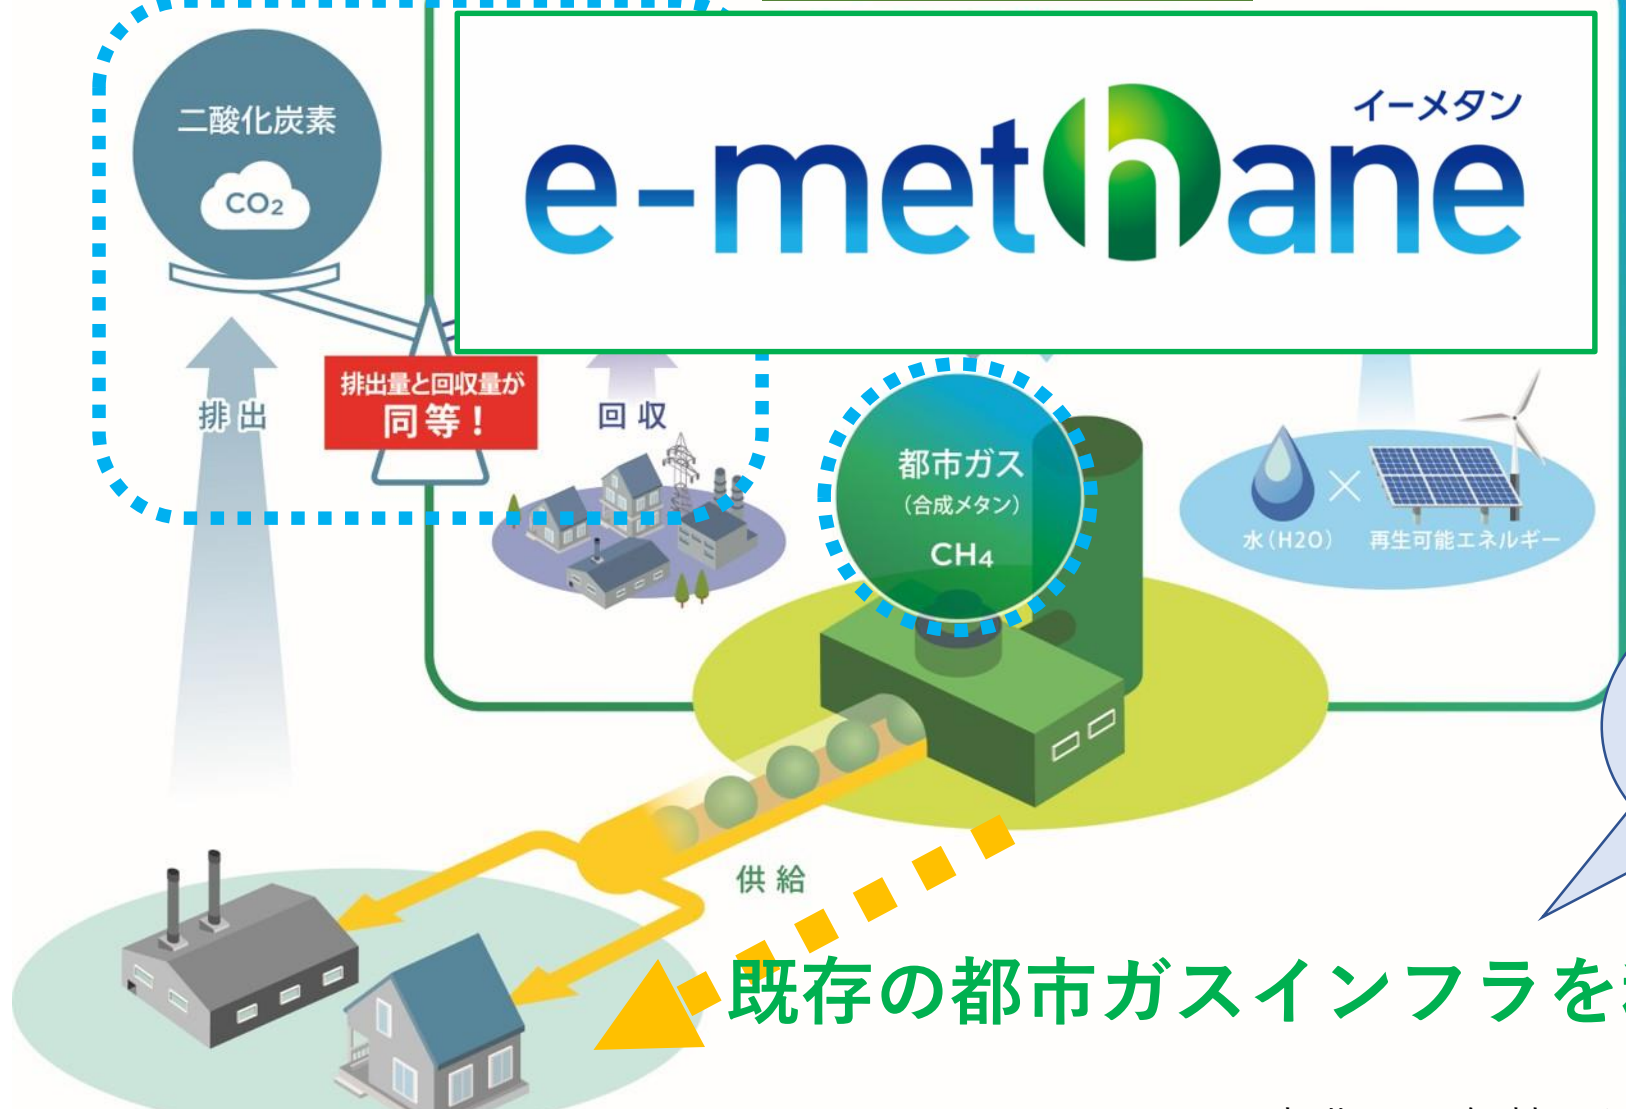 二酸化炭素
CO₂
イーメタン
e-methane
排出量と回収量が
同等！
排出
回収
都市ガス
（合成メタン）
CH₄
水（H2O）
再生可能エネルギー
供給
既存の都市ガスインフラを